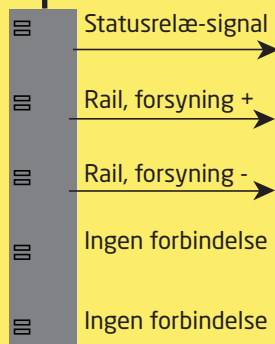 Statusrelæ-signal
Rail, forsyning +
Rail, forsyning -
Ingen forbindelse
Ingen forbindelse